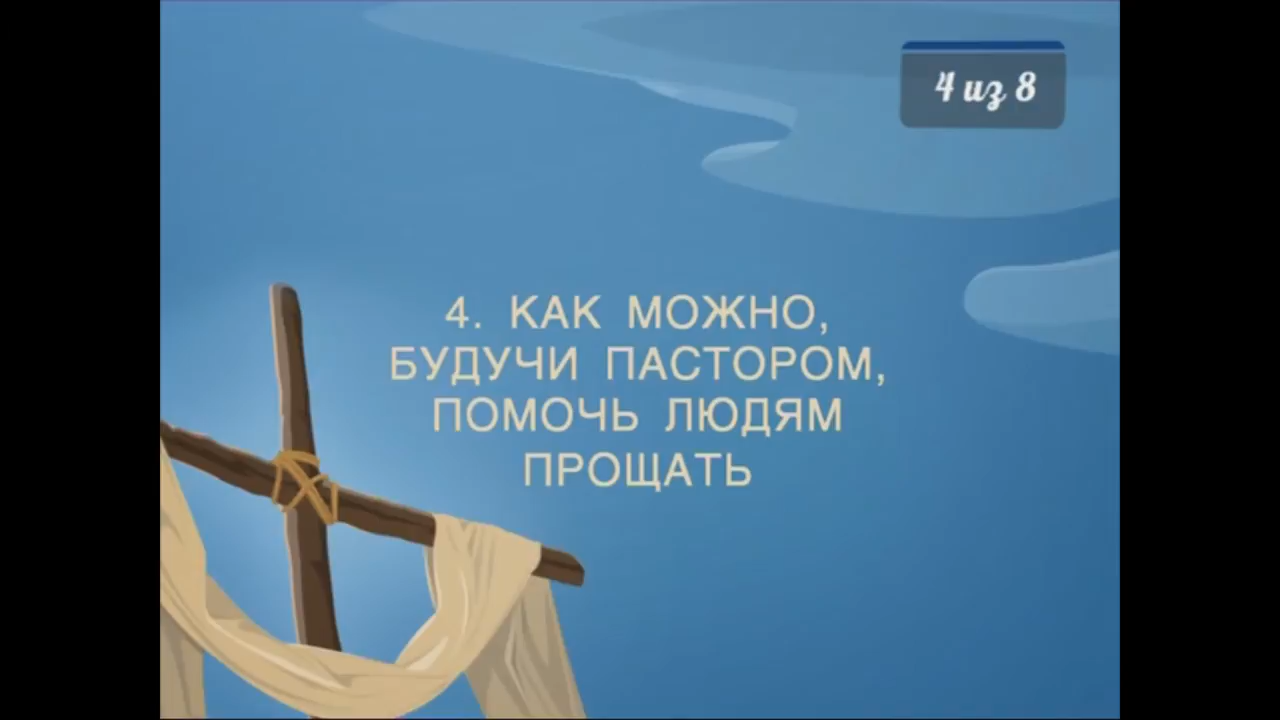 4 из 8
4. КАК МОЖНО,
БУДУЧИ ПАСТОРОМ,
ПОМОЧЬ ЛЮДЯМ
ПРОЩАТЬ